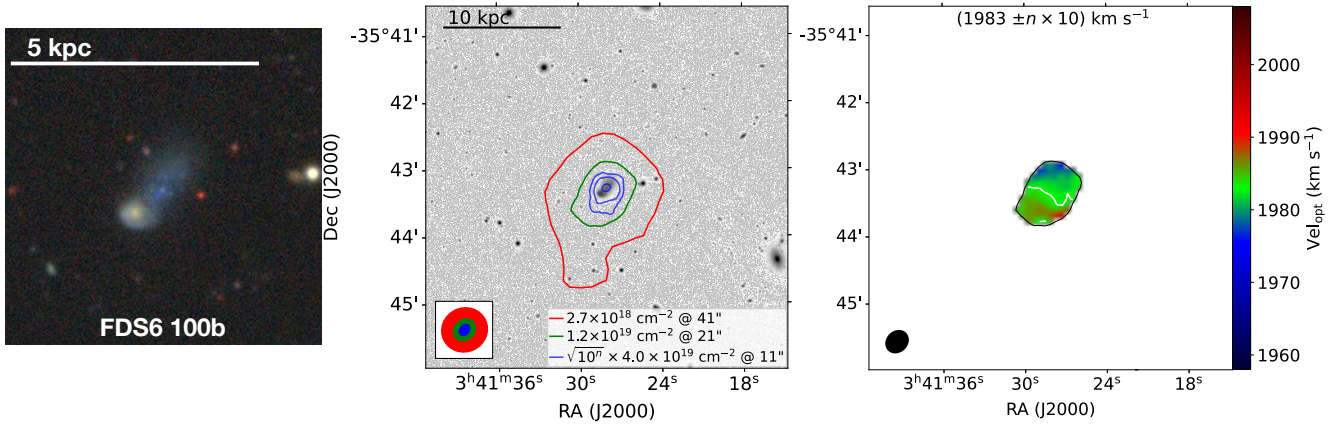 5 kpc
FDS6 100b
10 kpc
-35°41'
42'
43'
44'
45'
Dec (J2000)
2.7×10¹⁸ cm⁻² @ 41"
1.2×10¹⁹ cm⁻² @ 21"
√10ⁿ × 4.0 × 10¹⁹ cm⁻² @ 11"
3ʰ41ᵐ36ˢ 30ˢ 24ˢ 18ˢ
RA (J2000)
(1983 ±n × 10) km s⁻¹
-35°41'
42'
43'
44'
45'
3ʰ41ᵐ36ˢ 30ˢ 24ˢ 18ˢ
RA (J2000)
2000
1990
1980
1970
1960
Vel_opt (km s⁻¹)